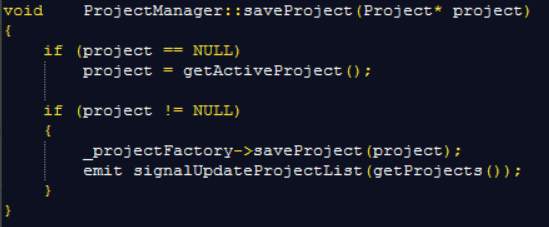 void    ProjectManager::saveProject(Project* project)
{
    if (project == NULL)
        project = getActiveProject();

    if (project != NULL)
    {
        _projectFactory->saveProject(project);
        emit signalUpdateProjectList(getProjects());
    }
}